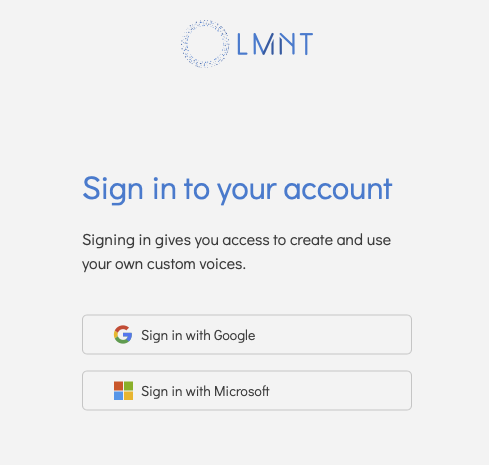 LMNT
Sign in to your account
Signing in gives you access to create and use
your own custom voices.
Sign in with Google
Sign in with Microsoft